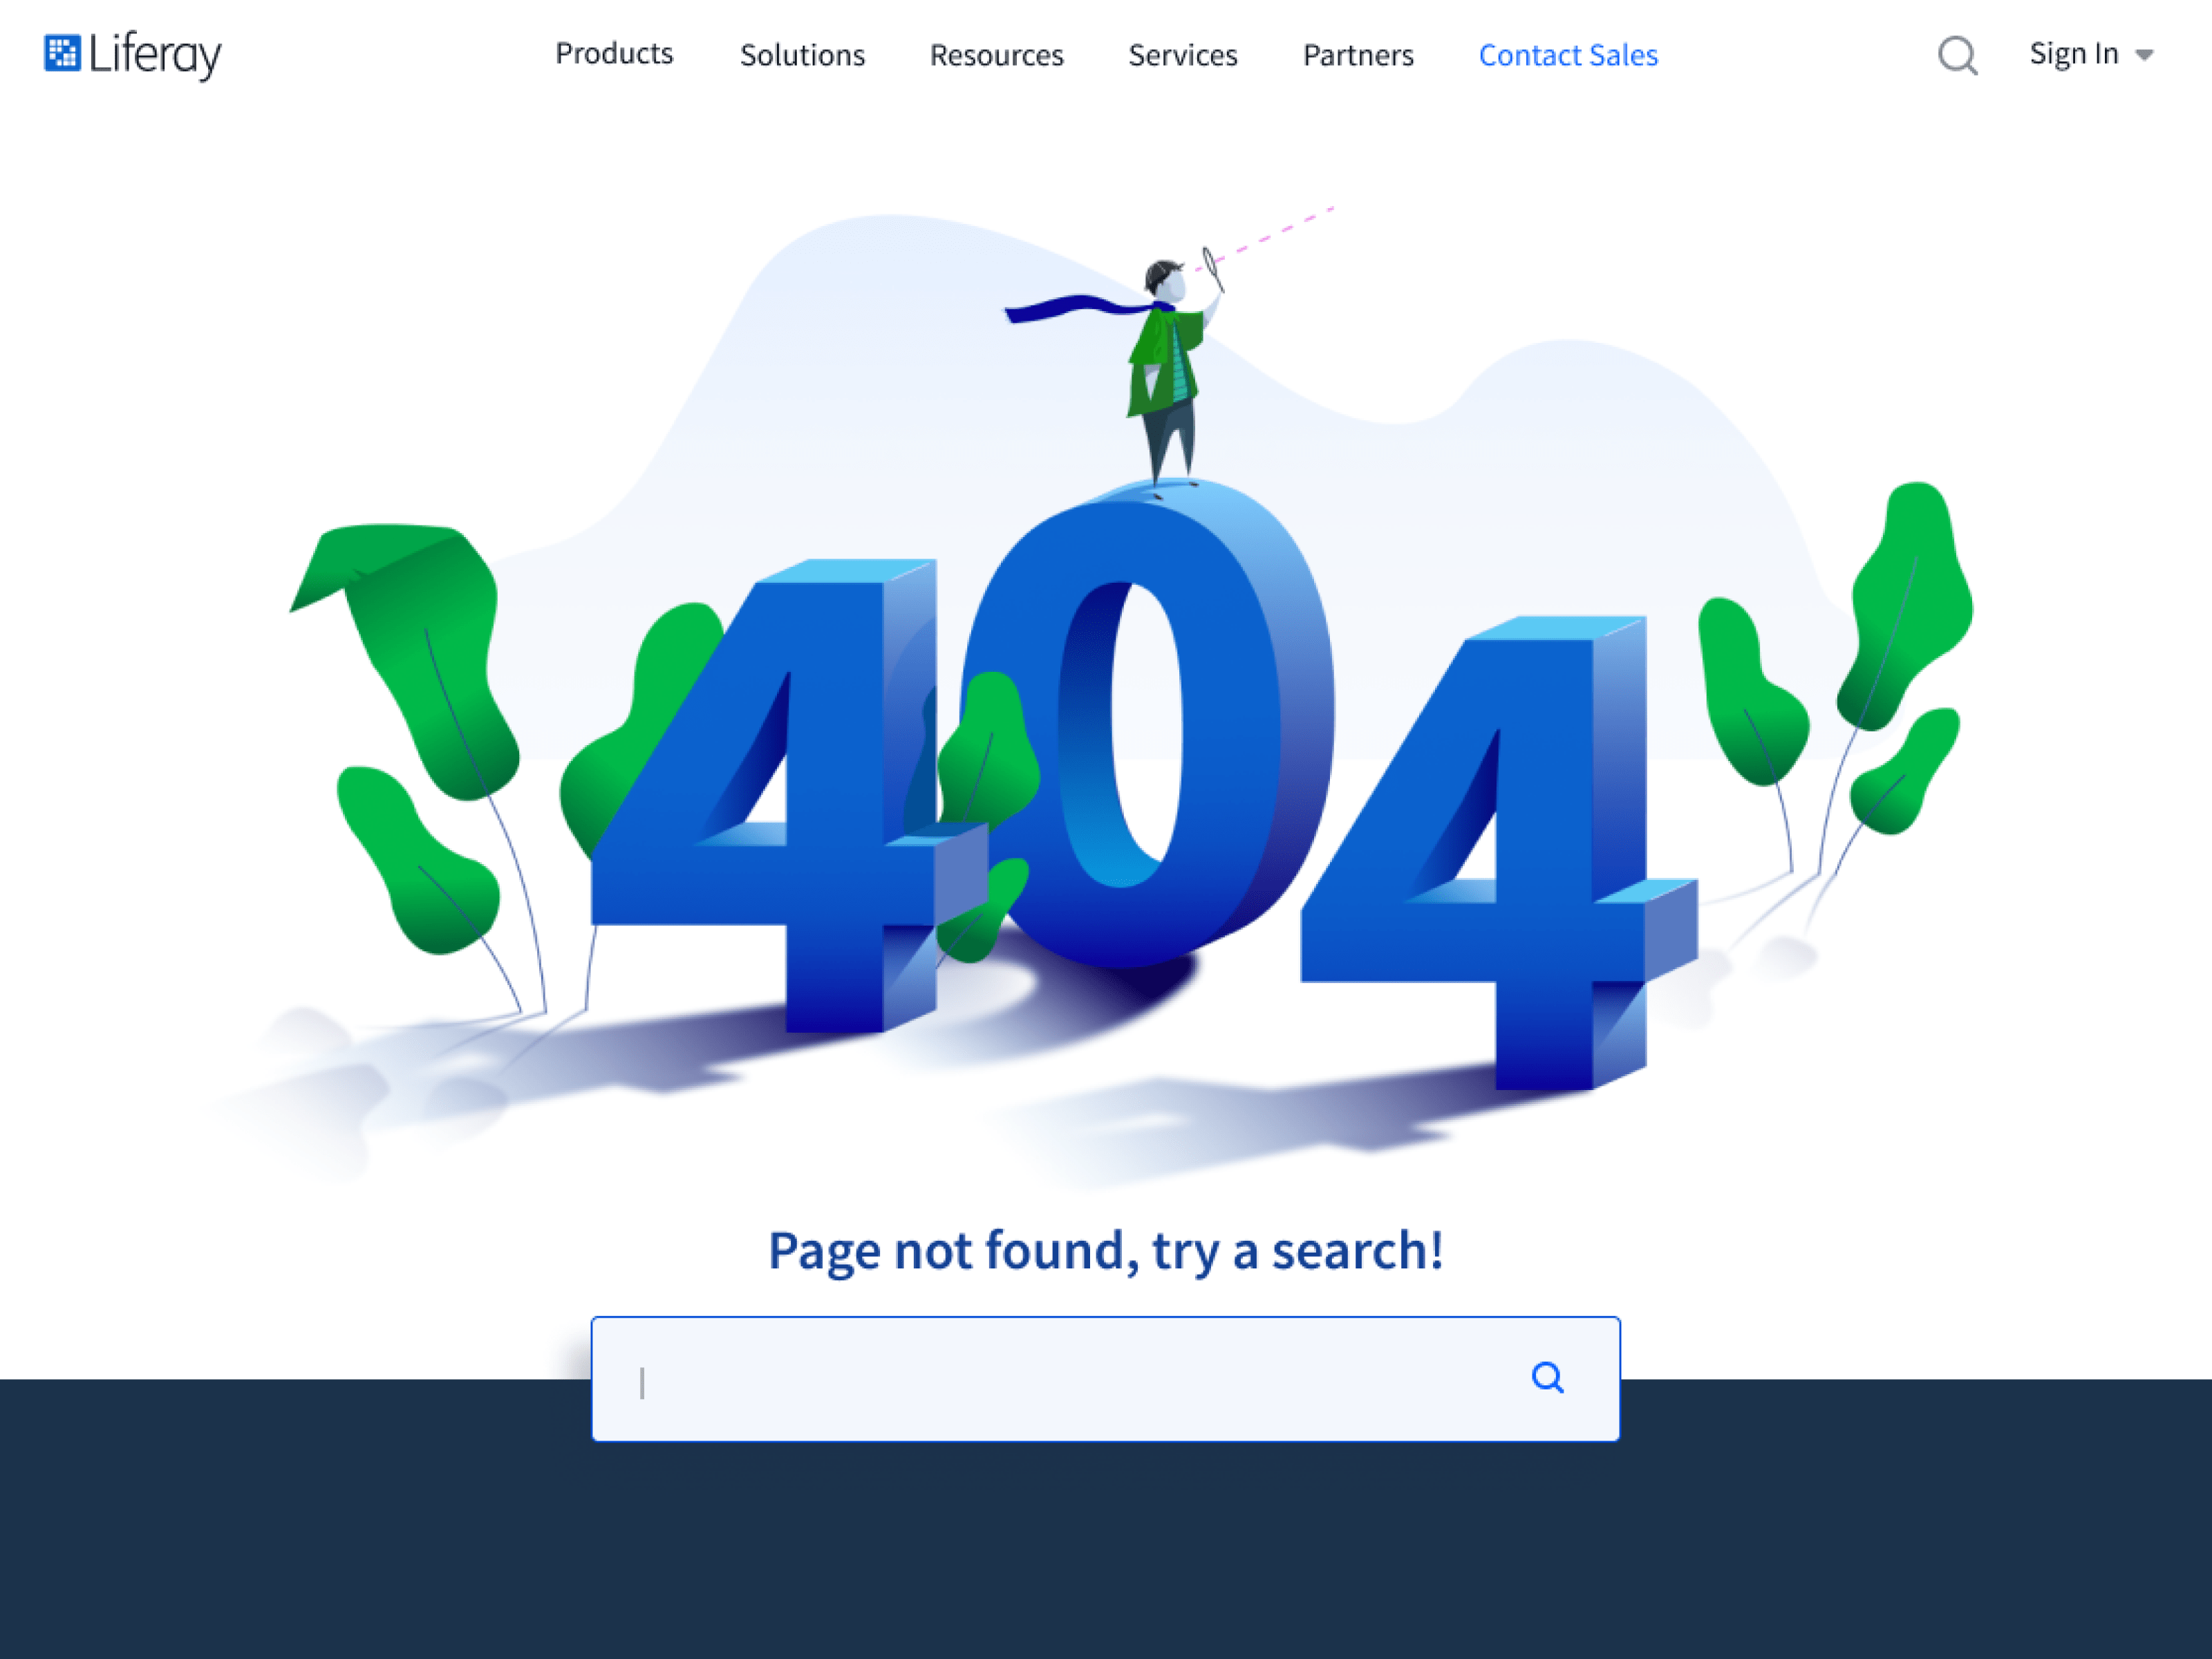 Liferay Products Solutions Resources Services Partners Contact Sales Sign In
404
Page not found, try a search!